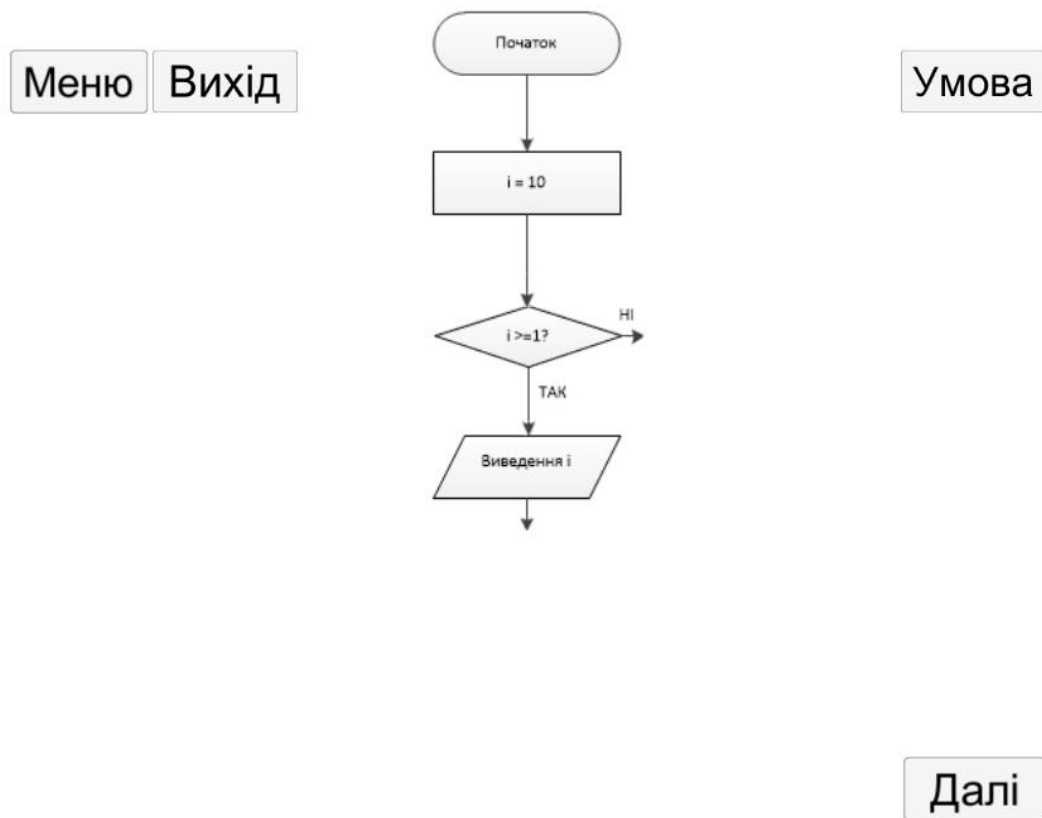 Початок
Меню
Вихід
Умова
i = 10
i >=1?
НІ
ТАК
Виведення i
Далі